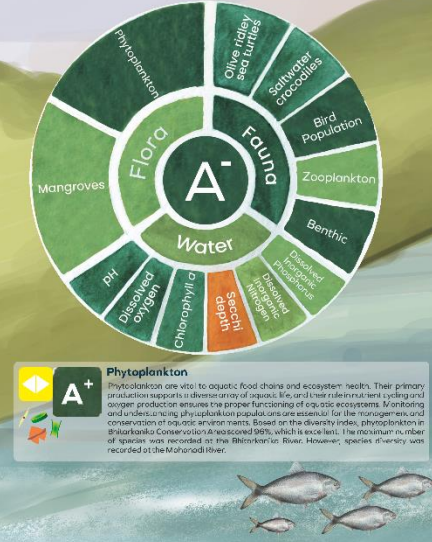 Phytoplankton
Olive ridley
sea turtles
Saltwater
crocodiles
Bird
Population
Zooplankton
Benthic
Dissolved
Inorganic
Phosphorus
Dissolved
Inorganic
Nitrogen
Secchi
depth
Chlorophyll a
Dissolved
oxygen
pH
Mangroves
Flora
Fauna
Water
A-
A+
Phytoplankton
Phytoplankton are vital to aquatic food chains and ecosystem health. Their primary
production supports a diverse array of aquatic life, and their role in nutrient cycling and
oxygen production ensures the proper functioning of aquatic ecosystems. Monitoring
and understanding phytoplankton populations are essential for the management and
conservation of aquatic environments. Based on the diversity index, phytoplankton in
Bhitarkanika Conservation Area scored 96%, which is excellent. The maximum number
of species was recorded at the Bhitarkanika River. However, species diversity was
recorded at the Mahanadi River.